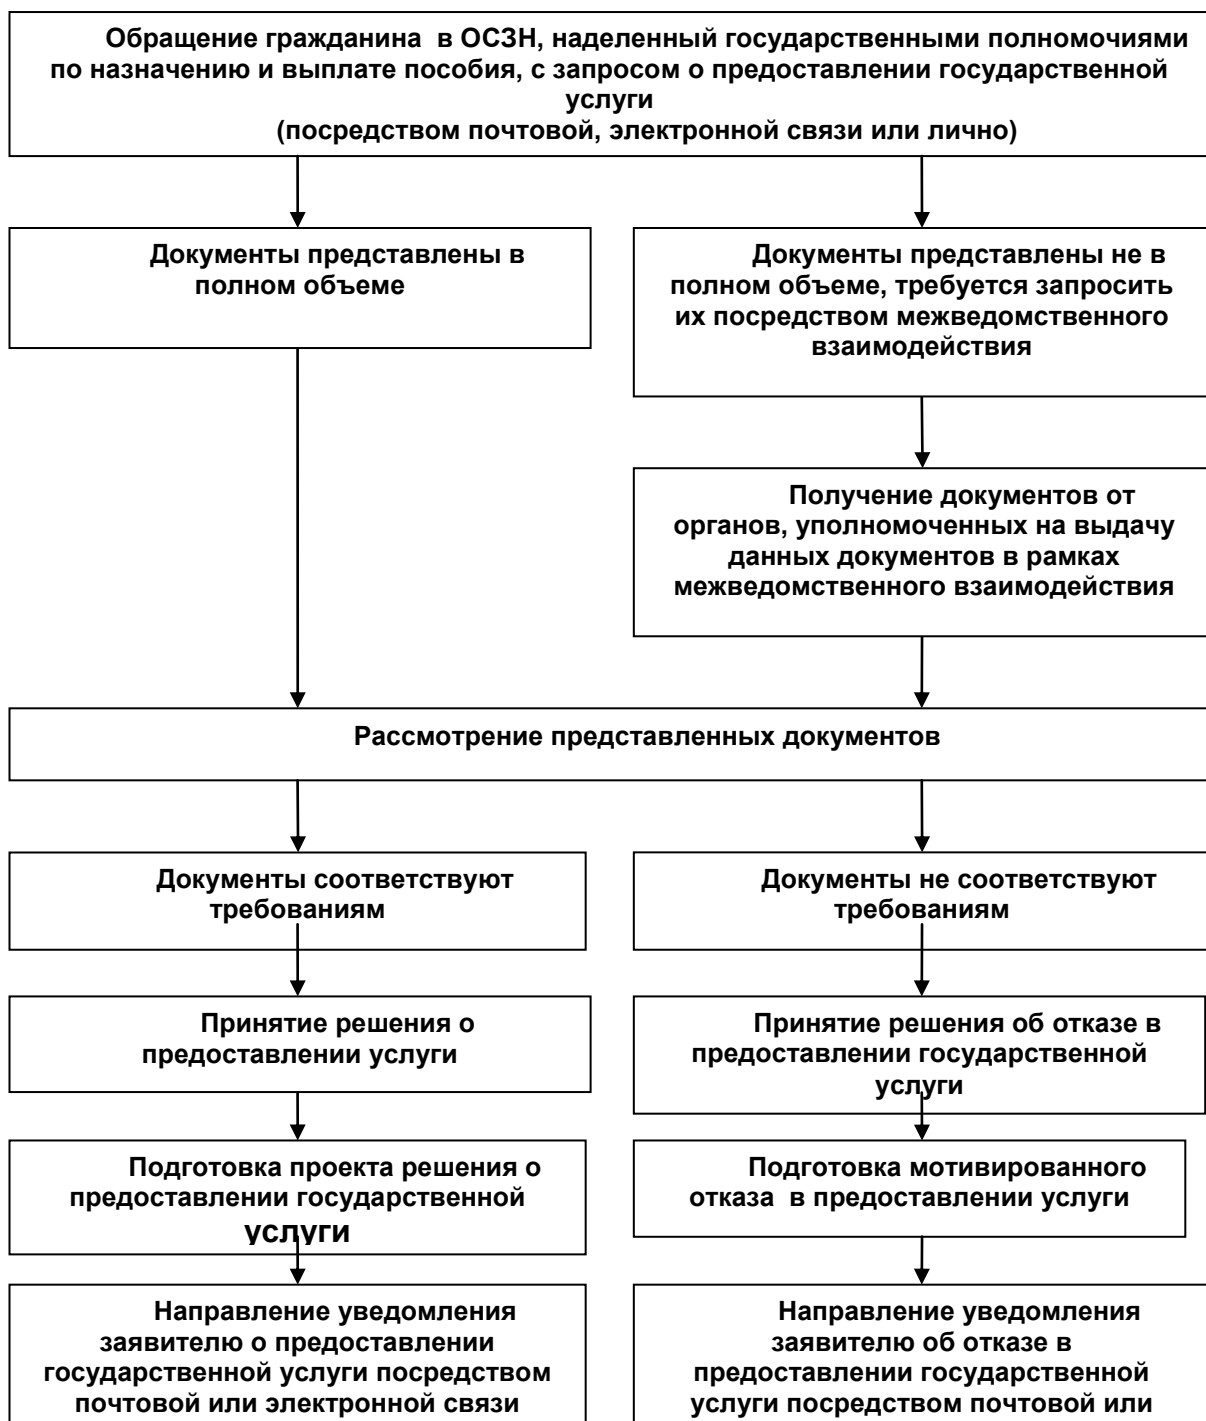 Обращение гражданина в ОСЗН, наделенный государственными полномочиями
по назначению и выплате пособия, с запросом о предоставлении государственной
услуги
(посредством почтовой, электронной связи или лично)
Документы представлены в
полном объеме
Документы представлены не в
полном объеме, требуется запросить
их посредством межведомственного
взаимодействия
Получение документов от
органов, уполномоченных на выдачу
данных документов в рамках
межведомственного взаимодействия
Рассмотрение представленных документов
Документы соответствуют
требованиям
Документы не соответствуют
требованиям
Принятие решения о
предоставлении услуги
Принятие решения об отказе в
предоставлении государственной
услуги
Подготовка проекта решения о
предоставлении государственной
услуги
Подготовка мотивированного
отказа в предоставлении услуги
Направление уведомления
заявителю о предоставлении
государственной услуги посредством
почтовой или электронной связи
Направление уведомления
заявителю об отказе в
предоставлении государственной
услуги посредством почтовой или